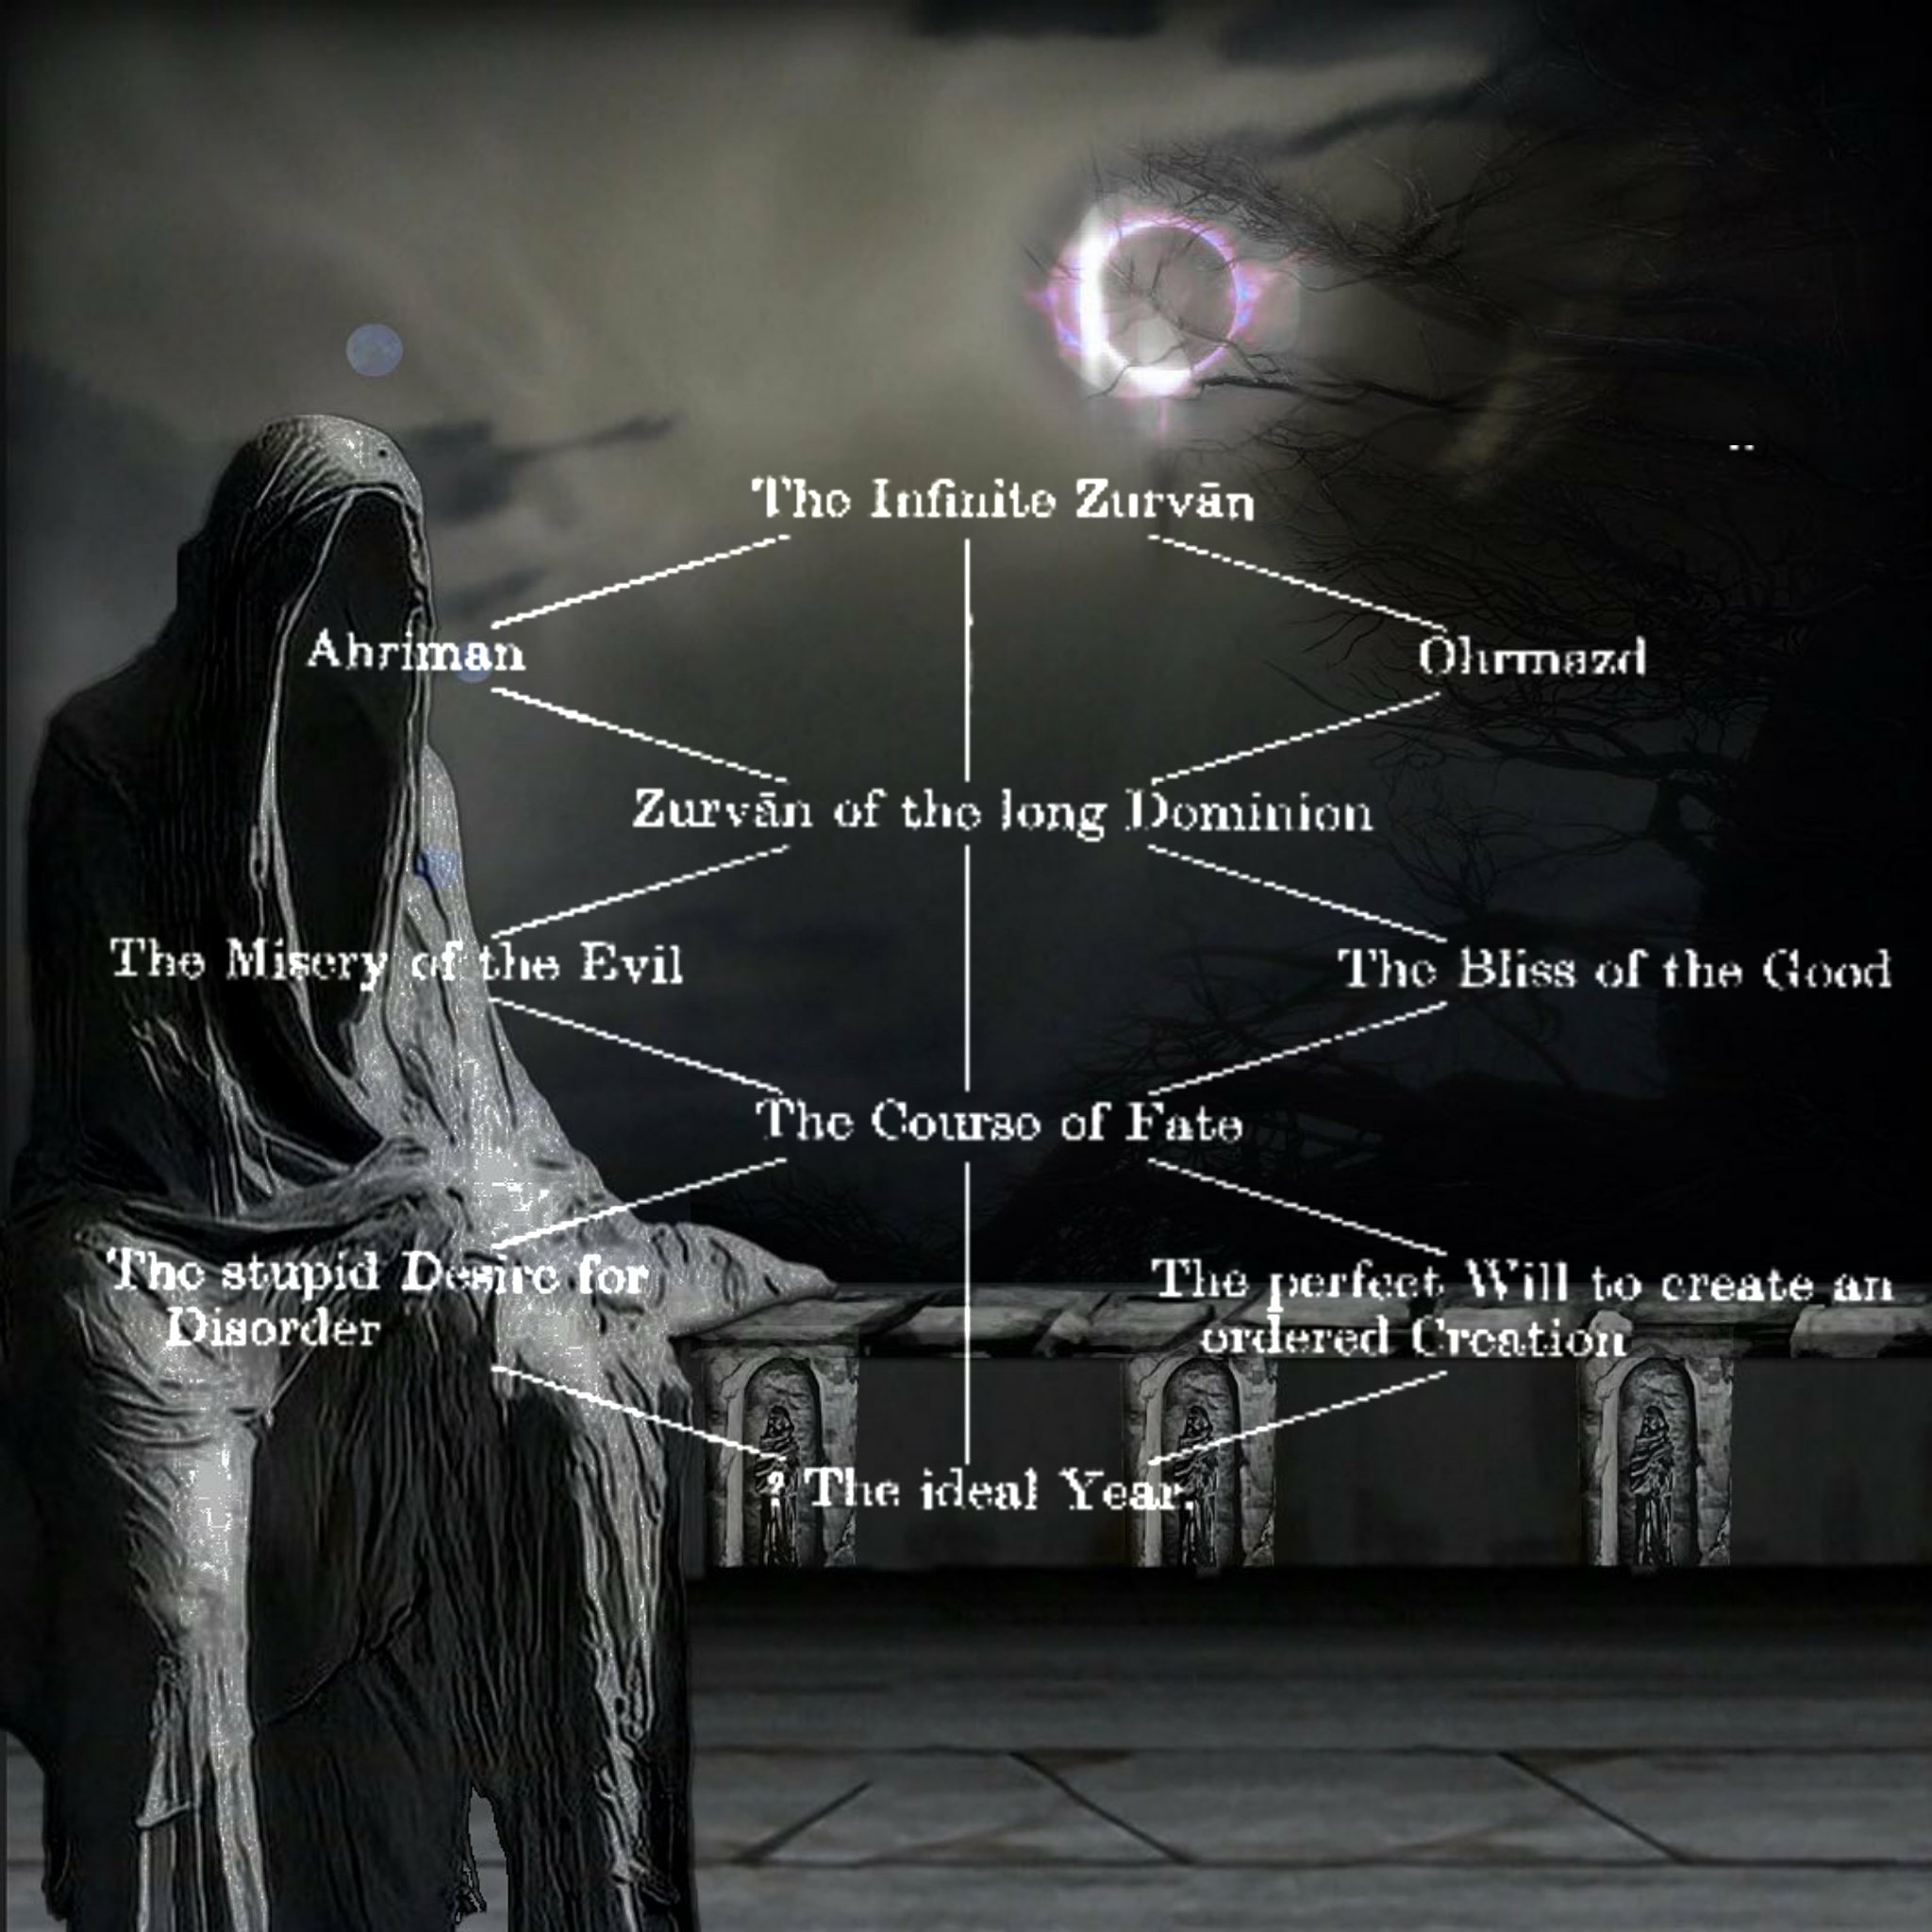 --
The Infinite Zurvān
Ahriman
Ohrmazd
Zurvān of the long Dominion
The Misery of the Evil
The Bliss of the Good
The Course of Fate
The stupid Desire for
Disorder
The perfect Will to create an
ordered Creation
? The ideal Year.